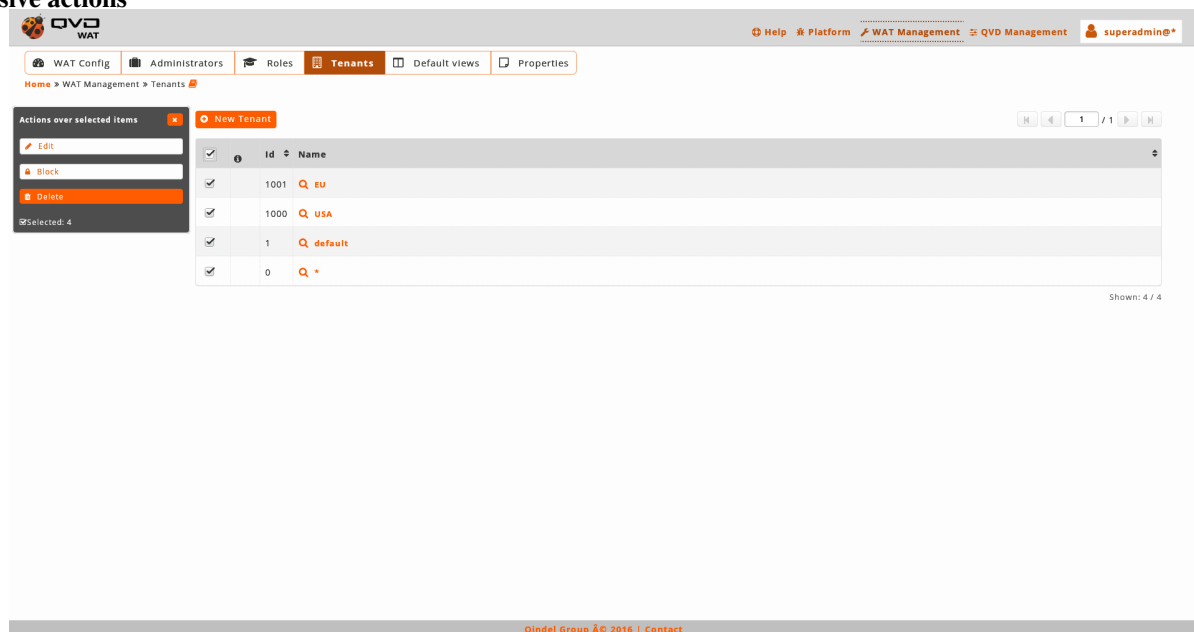 sive actions
QVD
WAT
Help Platform WAT Management QVD Management superadmin@*
WAT Config Administrators Roles Tenants Default views Properties
Home » WAT Management » Tenants
Actions over selected items
New Tenant
1 / 1
Edit
Block
Delete
Selected: 4
Id Name
1001 EU
1000 USA
1 default
0 *
Shown: 4 / 4
Qindel Group Â© 2016 | Contact